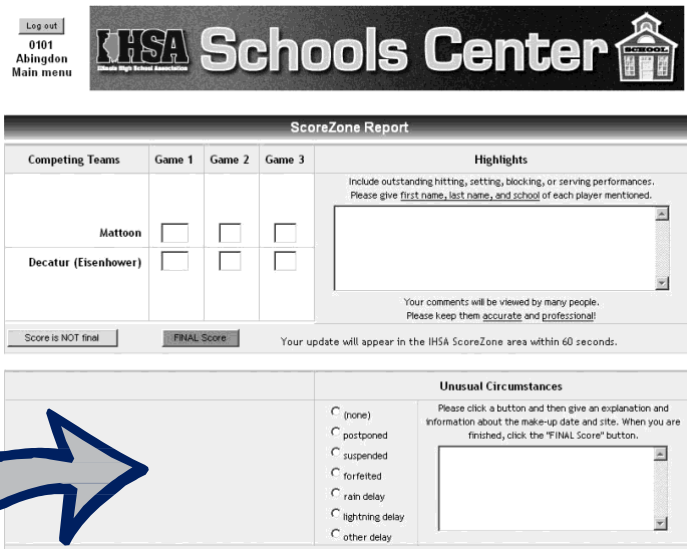 Log out
0101
Abingdon
Main menu
IHSA
Illinois High School Association
Schools Center
SCHOOL
ScoreZone Report
Competing Teams Game 1 Game 2 Game 3 Highlights
Include outstanding hitting, setting, blocking, or serving performances.
Please give first name, last name, and school of each player mentioned.
Mattoon
Decatur (Eisenhower)
Your comments will be viewed by many people.
Please keep them accurate and professional!
Score is NOT final FINAL Score Your update will appear in the IHSA ScoreZone area within 60 seconds.
Unusual Circumstances
(none)
postponed
suspended
forfeited
rain delay
lightning delay
other delay
Please click a button and then give an explanation and
information about the make-up date and site. When you are
finished, click the "FINAL Score" button.